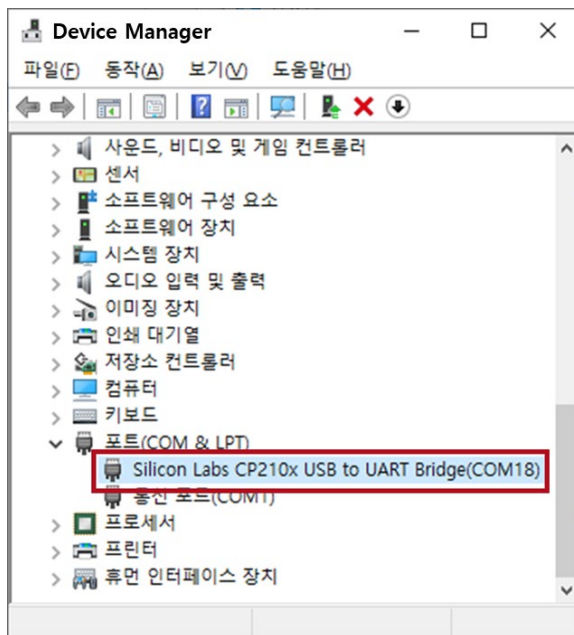 Device Manager
파일(F) 동작(A) 보기(V) 도움말(H)
사운드, 비디오 및 게임 컨트롤러
센서
소프트웨어 구성 요소
소프트웨어 장치
시스템 장치
오디오 입력 및 출력
이미징 장치
인쇄 대기열
저장소 컨트롤러
컴퓨터
키보드
포트(COM & LPT)
Silicon Labs CP210x USB to UART Bridge(COM18)
통신 포트(COM1)
프로세서
프린터
휴먼 인터페이스 장치